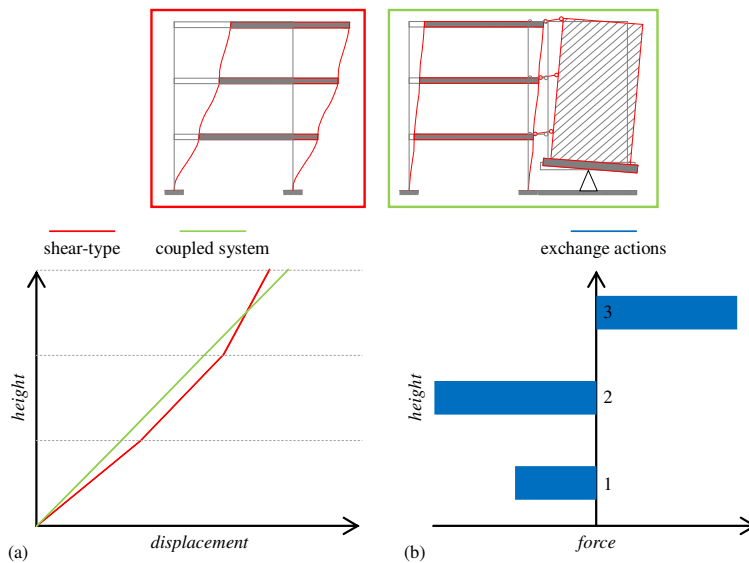 shear-type
coupled system
exchange actions
height
displacement
(a)
height
3
2
1
force
(b)